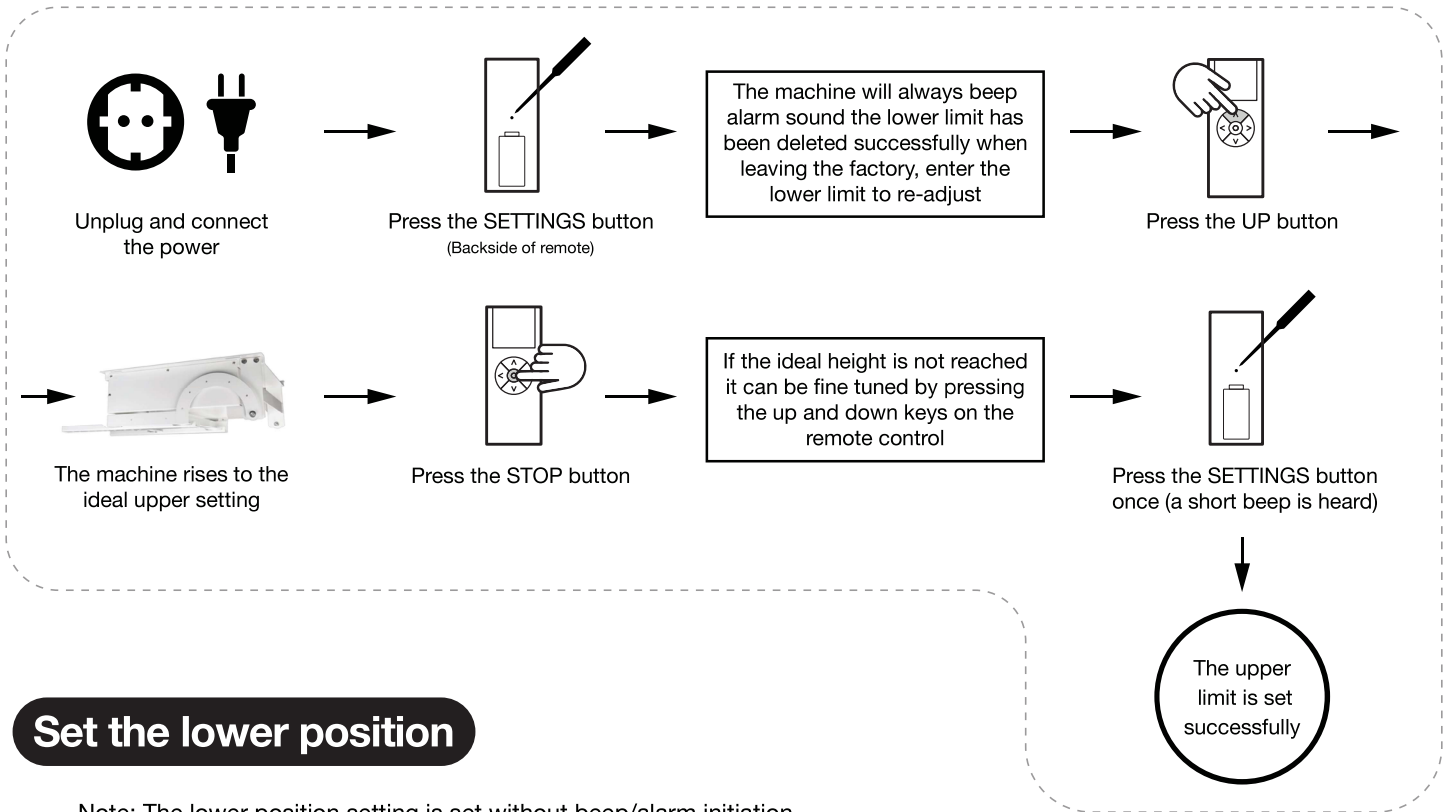 Unplug and connect
the power
Press the SETTINGS button
(Backside of remote)
The machine will always beep
alarm sound the lower limit has
been deleted successfully when
leaving the factory, enter the
lower limit to re-adjust
Press the UP button
The machine rises to the
ideal upper setting
Press the STOP button
If the ideal height is not reached
it can be fine tuned by pressing
the up and down keys on the
remote control
Press the SETTINGS button
once (a short beep is heard)
The upper
limit is set
successfully
Set the lower position
Note: The lower position setting is set without beep/alarm initiation